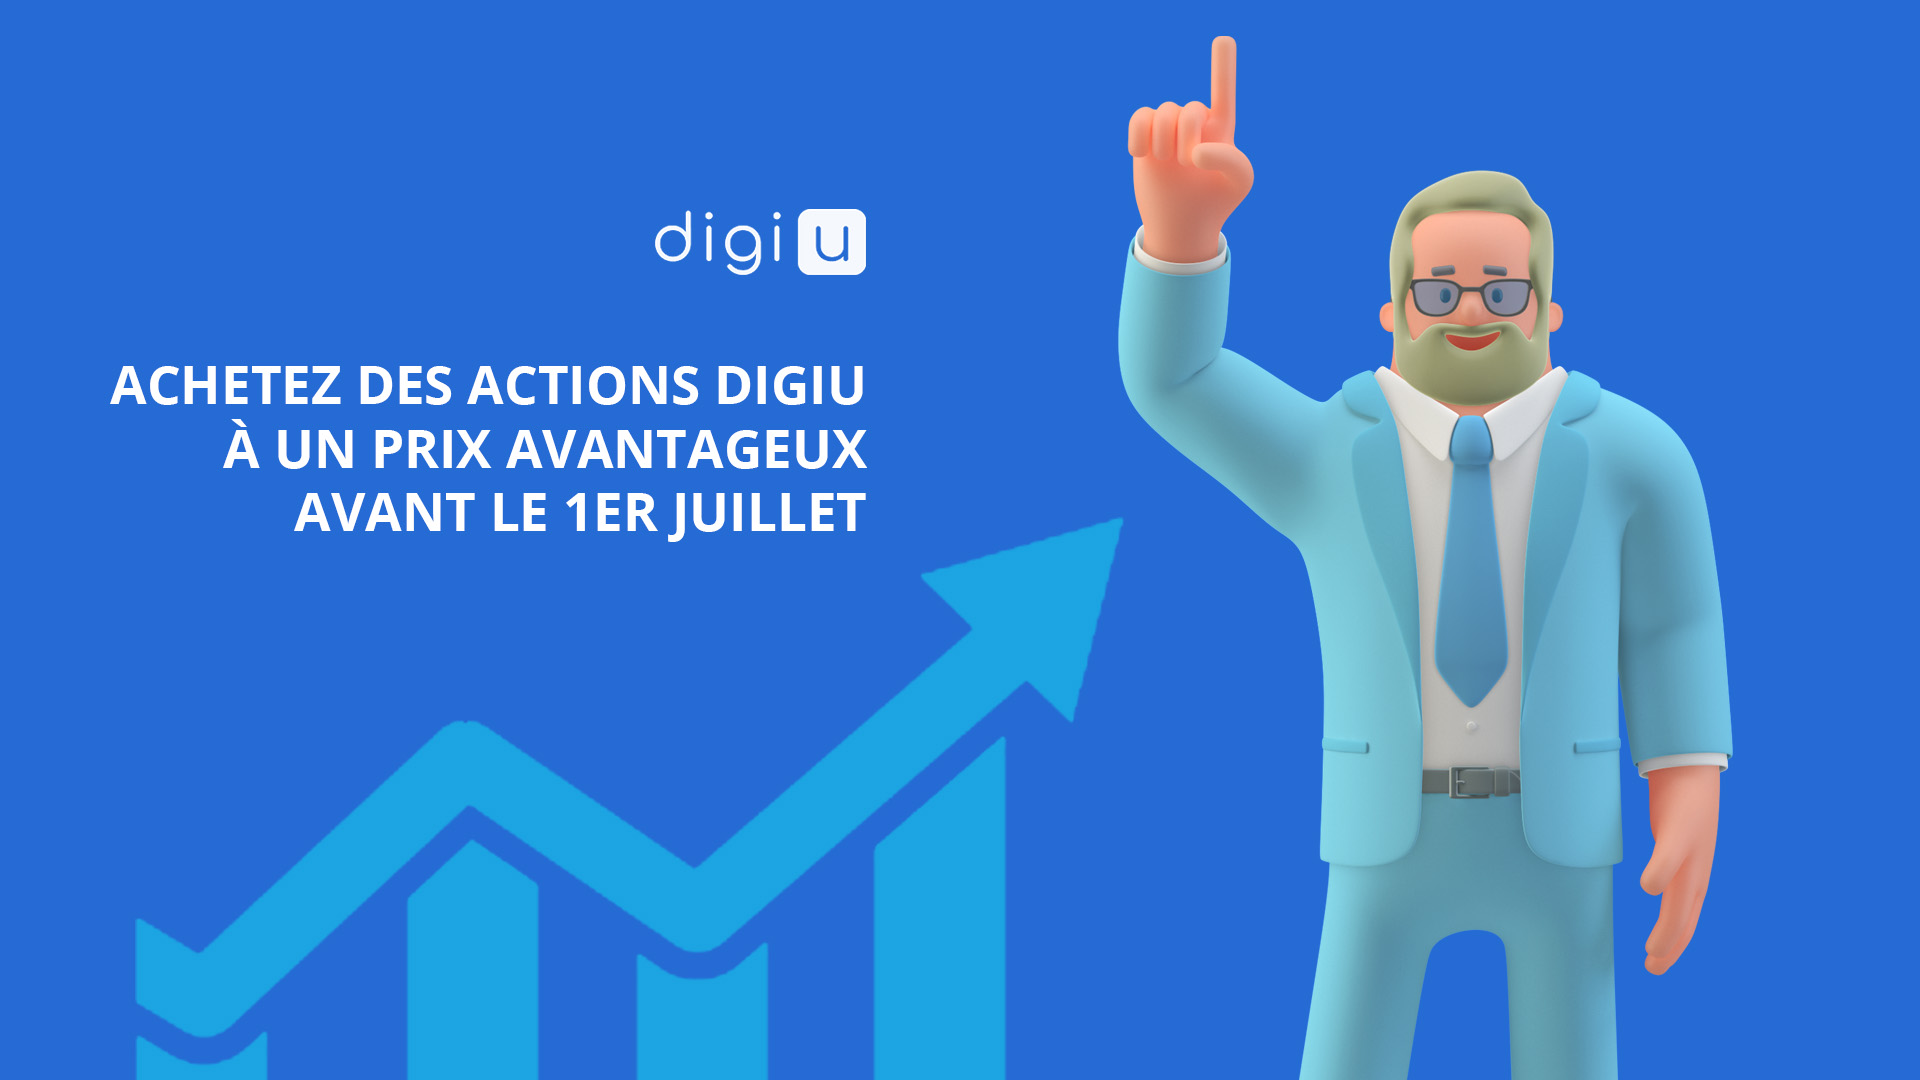 digi u
ACHETEZ DES ACTIONS DIGIU
À UN PRIX AVANTAGEUX
AVANT LE 1ER JUILLET